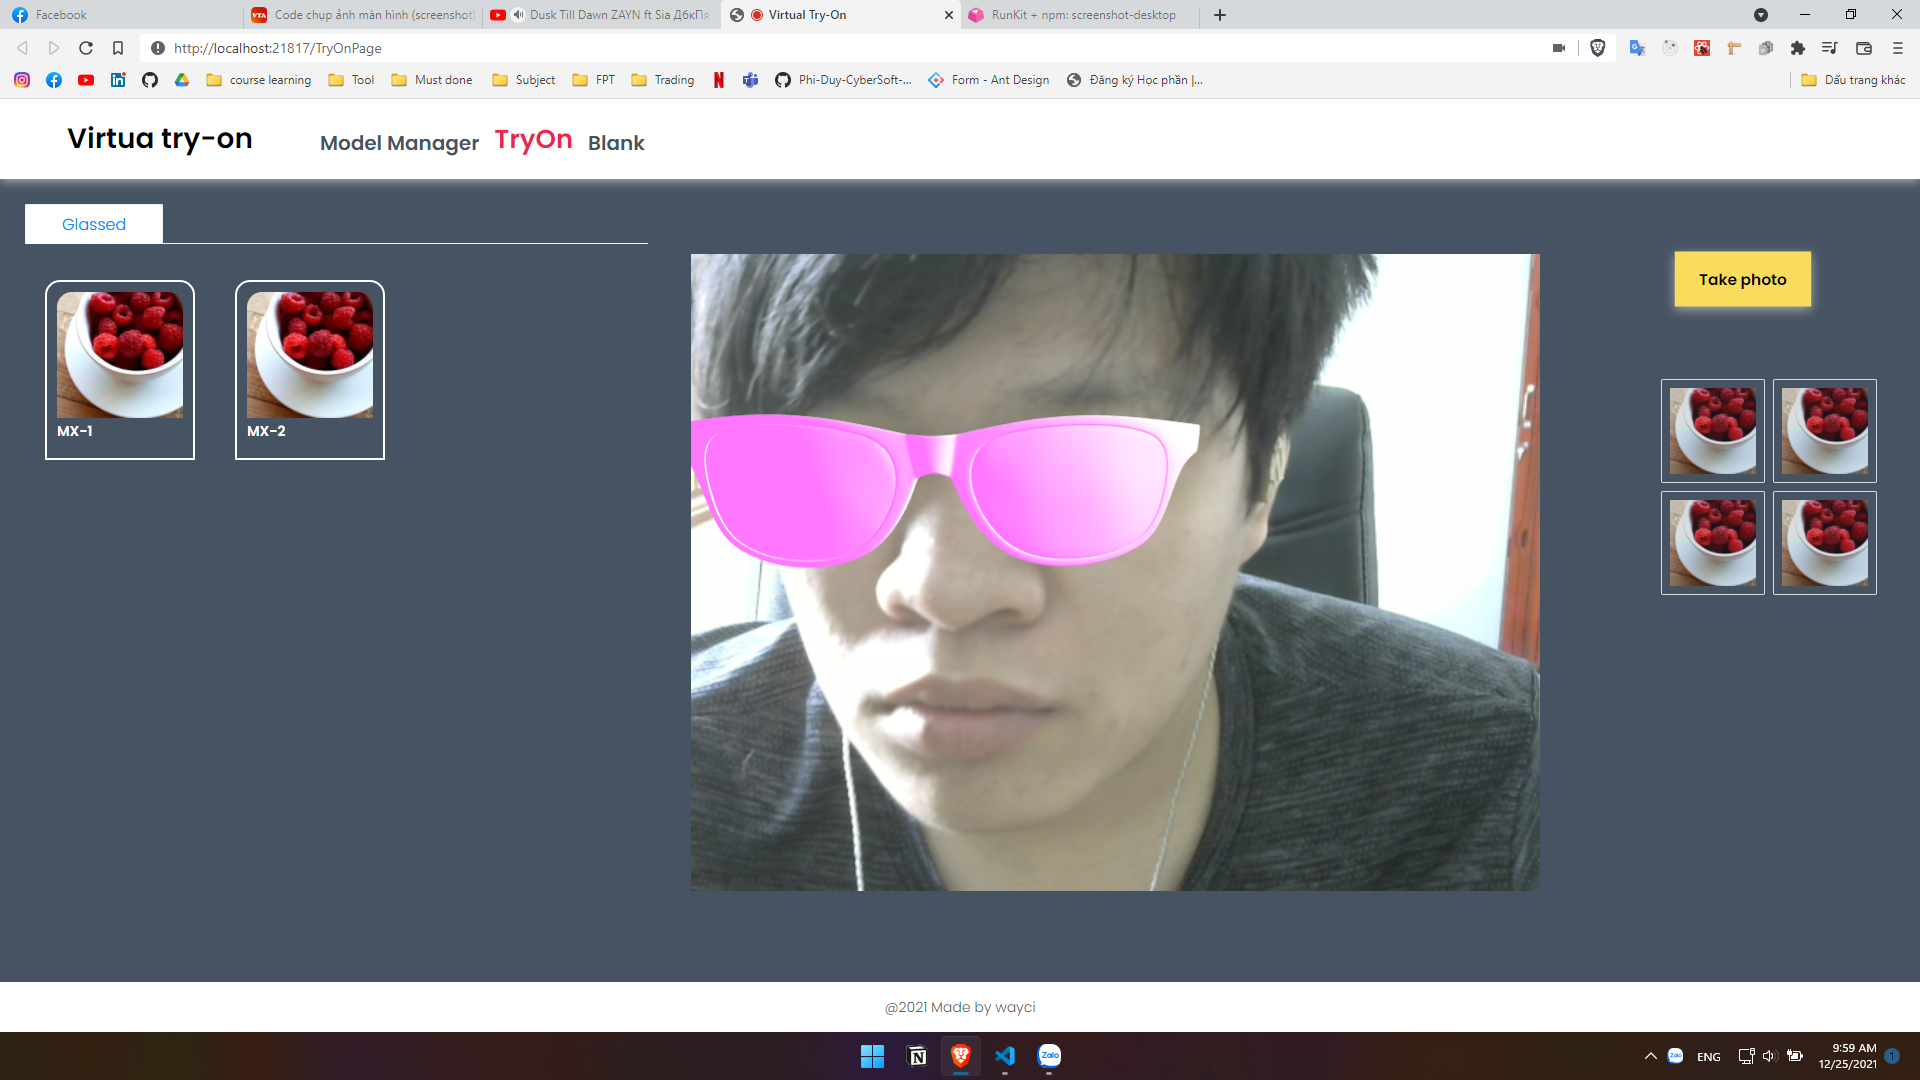 Facebook
Code chụp ảnh màn hình (screenshot)
Dusk Till Dawn ZAYN ft Sia ДбкПя
Virtual Try-On
RunKit + npm: screenshot-desktop
http://localhost:21817/TryOnPage
course learning
Tool
Must done
Subject
FPT
Trading
Phi-Duy-CyberSoft-...
Form - Ant Design
Đăng ký Học phần |...
Dấu trang khác
Virtua try-on
Model Manager
TryOn
Blank
Glassed
Take photo
MX-1
MX-2
@2021 Made by wayci
Zalo
ENG
9:59 AM
12/25/2021
1